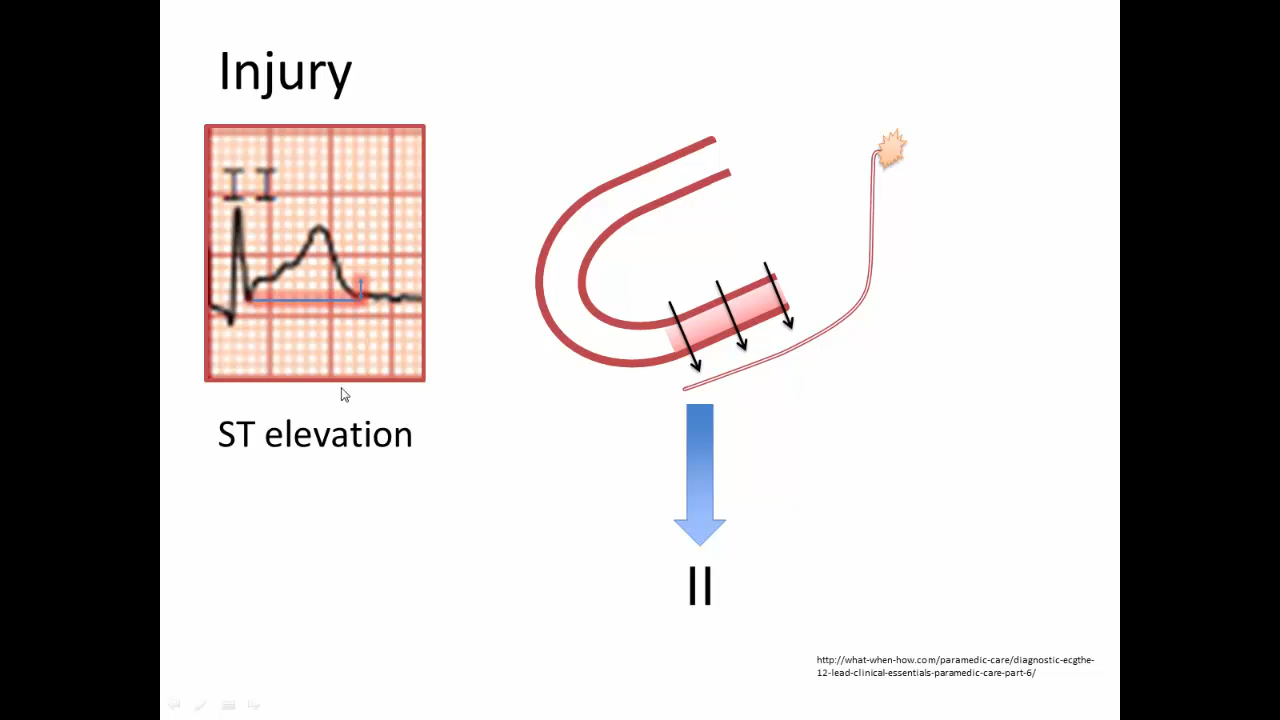 Injury
II
ST elevation
II
http://what-when-how.com/paramedic-care/diagnostic-ecgthe-
12-lead-clinical-essentials-paramedic-care-part-6/